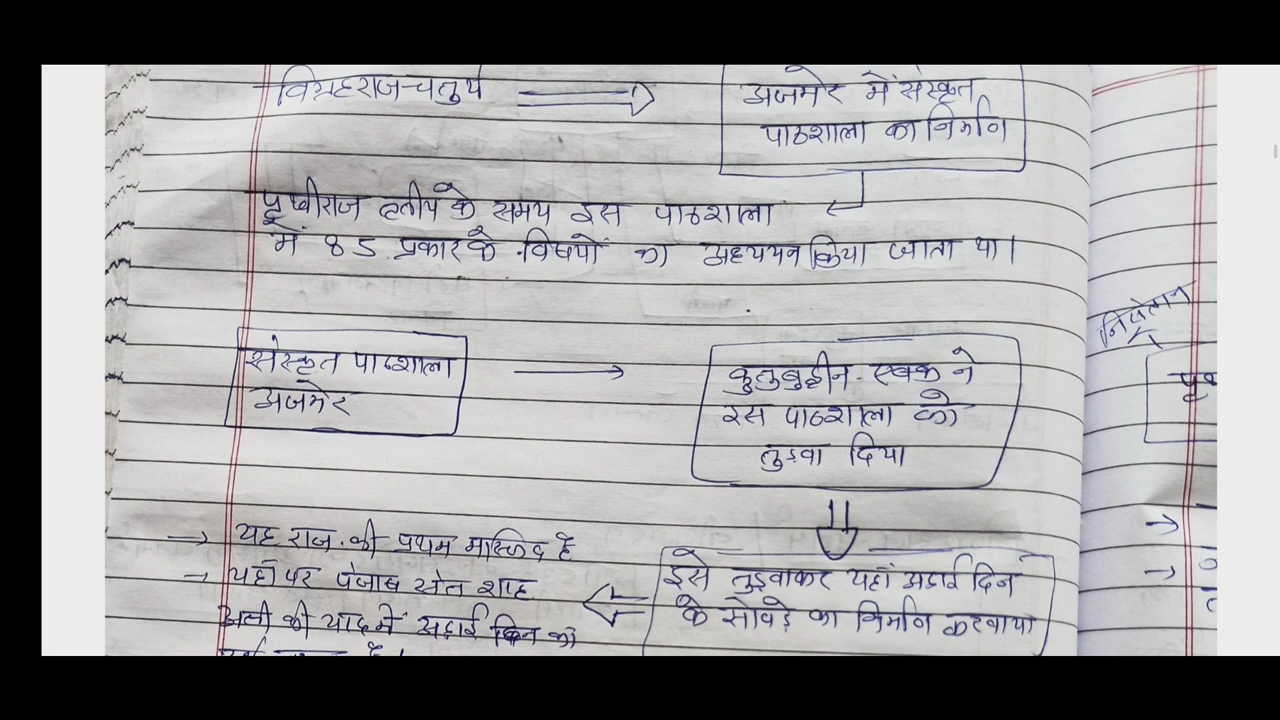 विग्रहराज-चतुर्थ
अजमेर में संस्कृत
पाठशाला का निर्माण
पृथ्वीराज तृतीय के समय इस पाठशाला
में 85 प्रकार के विषयों का अध्ययन किया जाता था।
संस्कृत पाठशाला
अजमेर
कुतुबुद्दीन ऐबक ने
इस पाठशाला को
तुड़वा दिया
इसे तुड़वाकर यहाँ अढाई दिन
के झोपड़े का निर्माण करवाया
→ यह राज. की प्रथम मस्जिद है
→ यहाँ पर पंजाब संत शाह
अली की याद में अढाई दिन का
पृथ